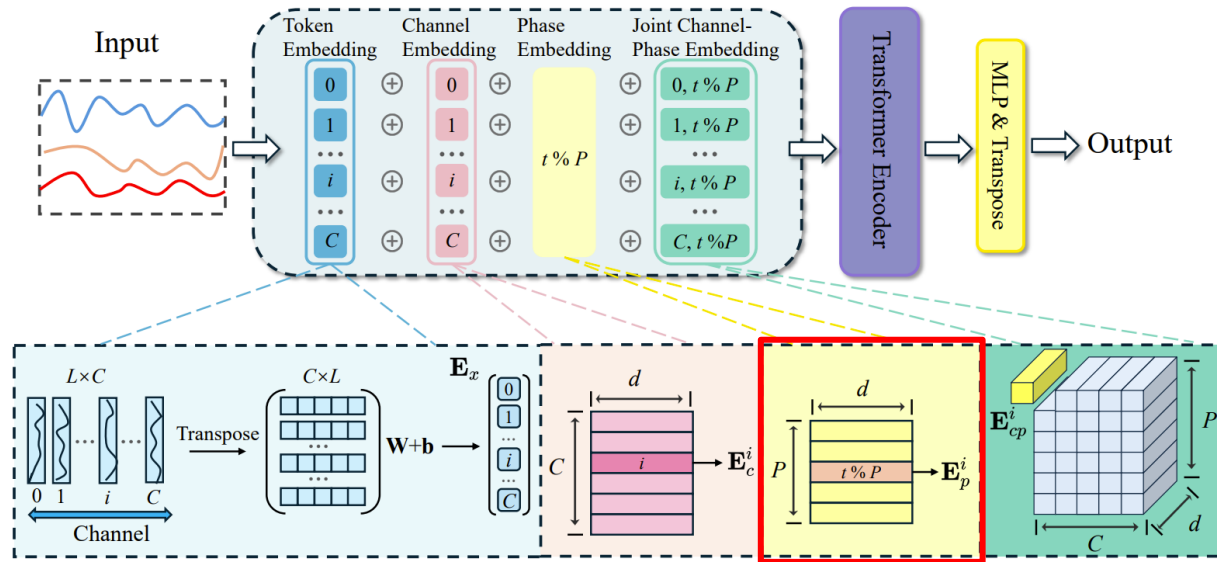 Input
Token
Embedding
Channel
Embedding
Phase
Embedding
Joint Channel-
Phase Embedding
0
0
0, t % P
1
1
1, t % P
...
...
t % P
...
i
i
i, t % P
...
...
...
C
C
C, t %P
Transformer Encoder
MLP & Transpose
Output
L×C
0 1 i C
Channel
Transpose
C×L
W+b
E_x
0
1
...
i
...
C
d
C
i
E_c^i
d
P
t % P
E_p^i
E_cp^i
P
d
C